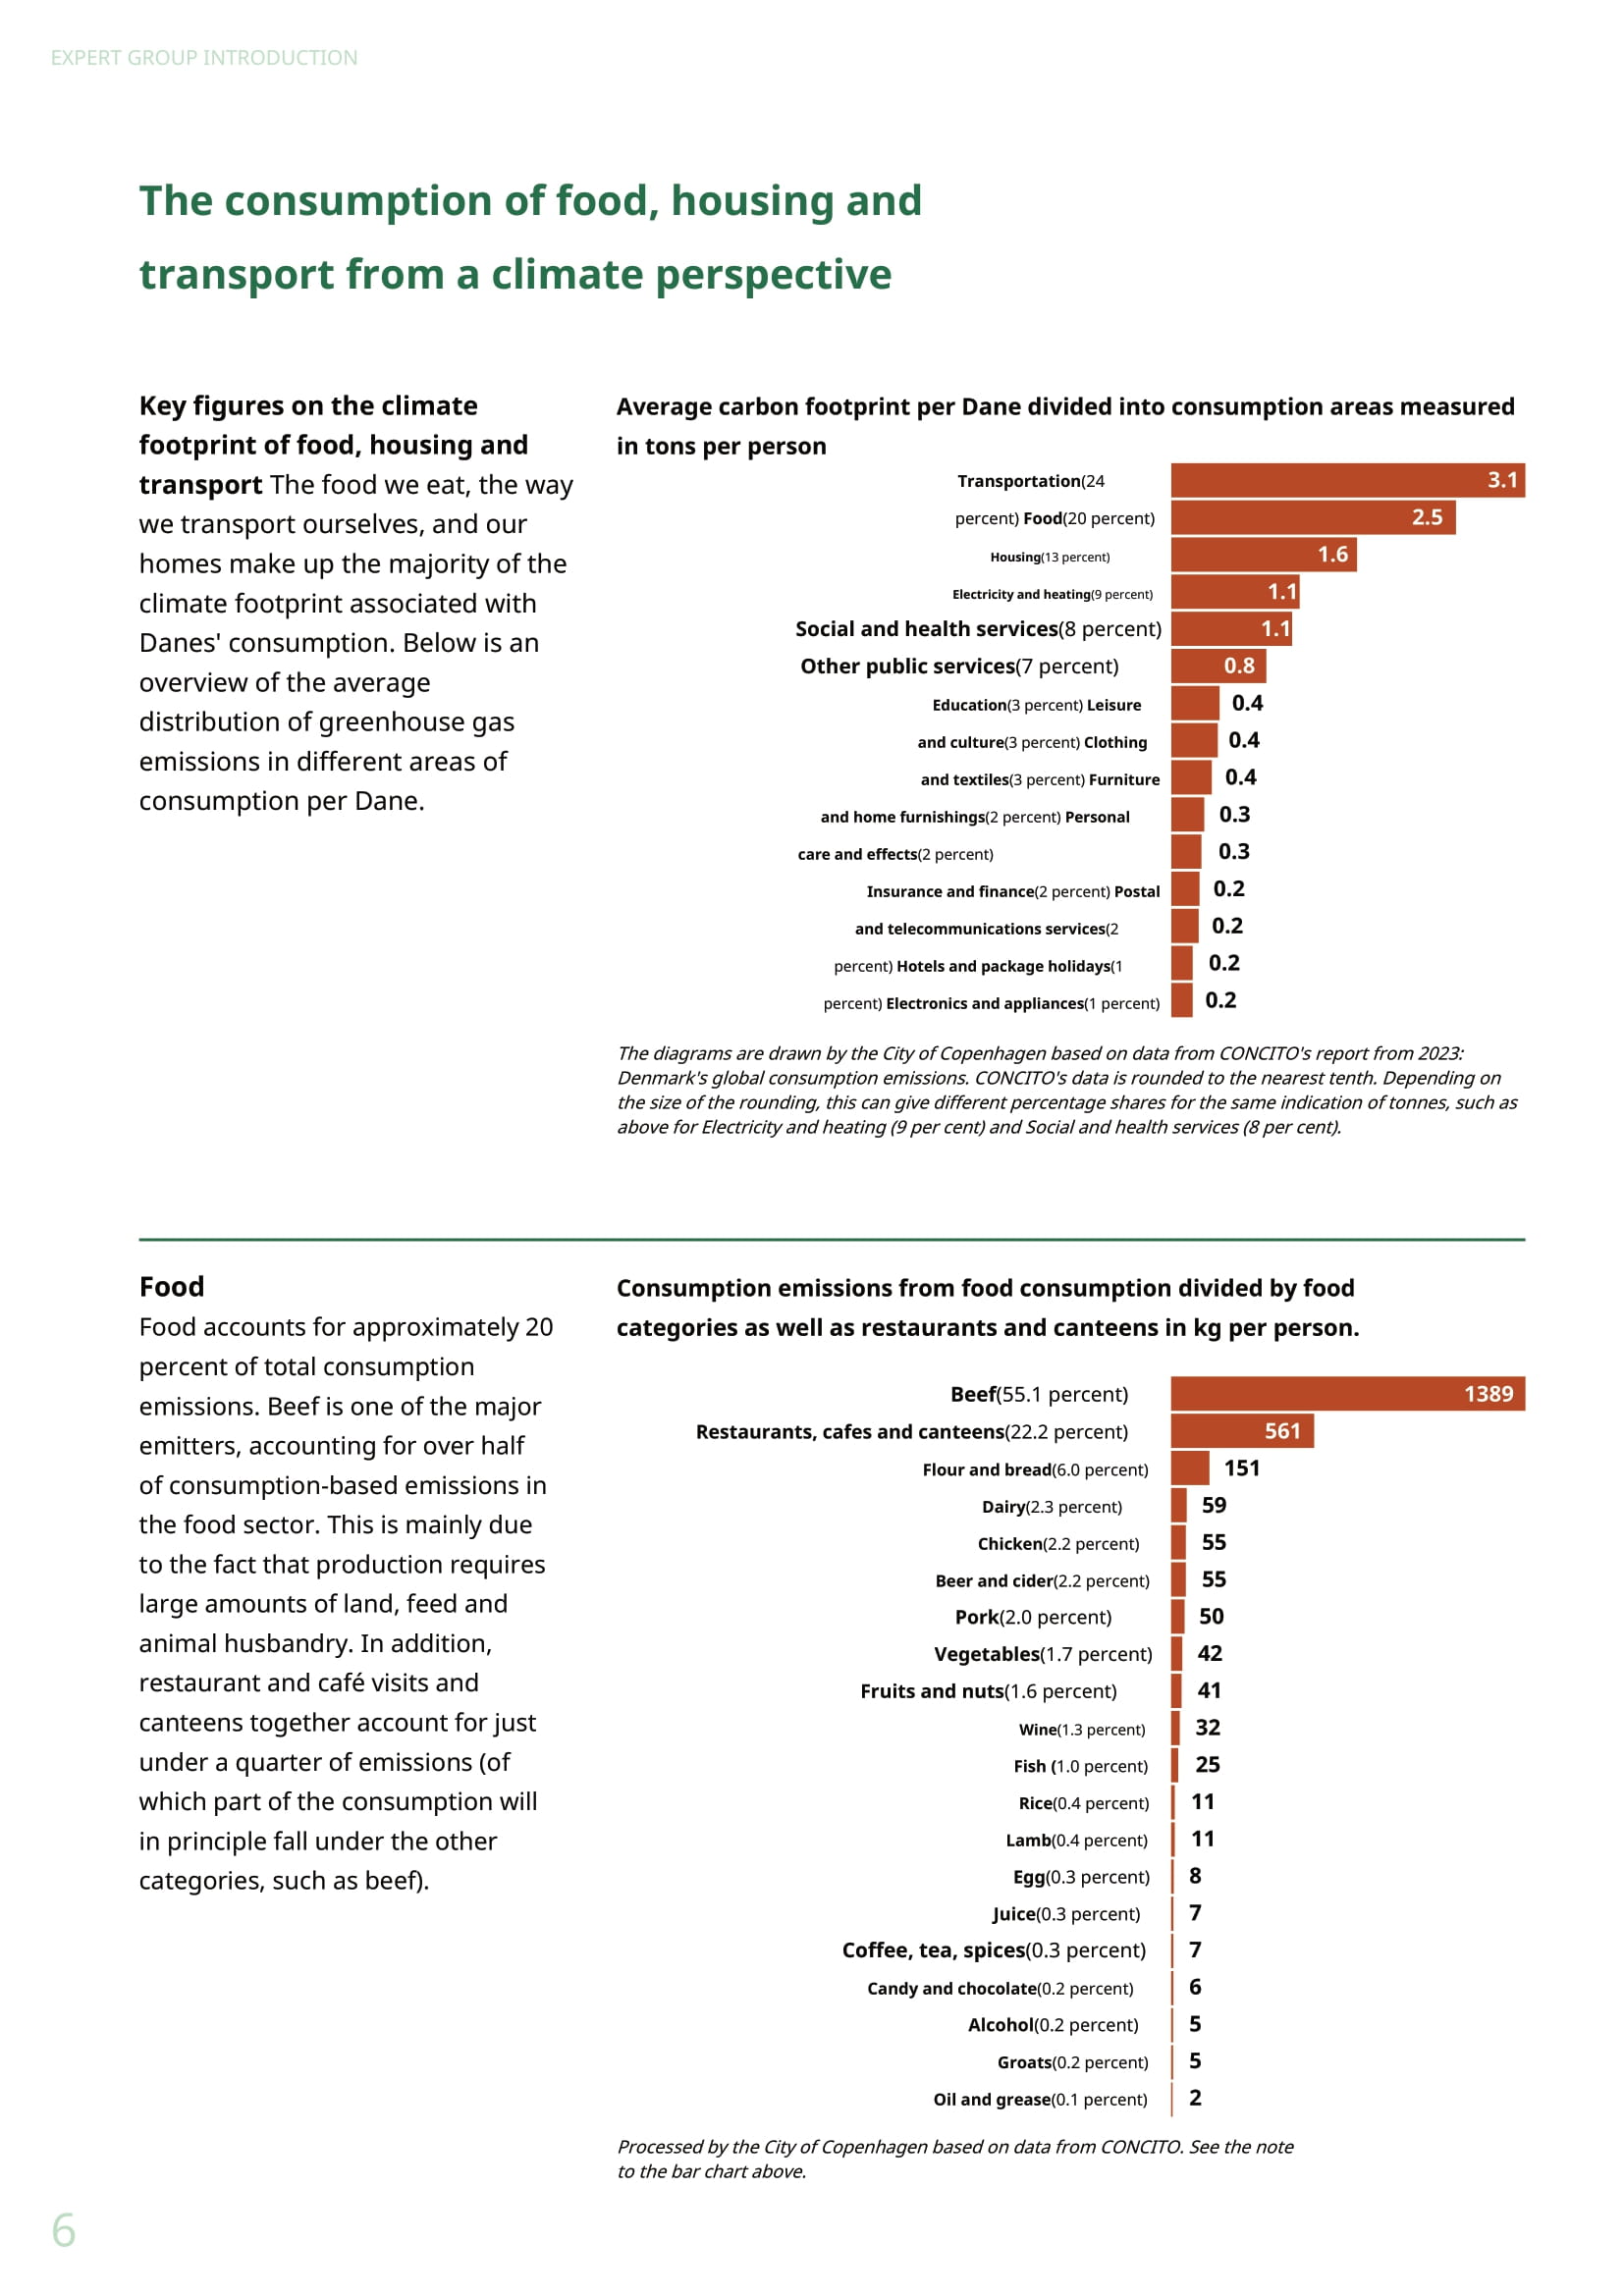 EXPERT GROUP INTRODUCTION
The consumption of food, housing and
transport from a climate perspective
Key figures on the climate
footprint of food, housing and
transport The food we eat, the way
we transport ourselves, and our
homes make up the majority of the
climate footprint associated with
Danes' consumption. Below is an
overview of the average
distribution of greenhouse gas
emissions in different areas of
consumption per Dane.
Average carbon footprint per Dane divided into consumption areas measured
in tons per person
Transportation(24 3.1
percent) Food(20 percent) 2.5
Housing(13 percent) 1.6
Electricity and heating(9 percent) 1.1
Social and health services(8 percent) 1.1
Other public services(7 percent) 0.8
Education(3 percent) Leisure 0.4
and culture(3 percent) Clothing 0.4
and textiles(3 percent) Furniture 0.4
and home furnishings(2 percent) Personal 0.3
care and effects(2 percent) 0.3
Insurance and finance(2 percent) Postal 0.2
and telecommunications services(2 0.2
percent) Hotels and package holidays(1 0.2
percent) Electronics and appliances(1 percent) 0.2
The diagrams are drawn by the City of Copenhagen based on data from CONCITO's report from 2023:
Denmark's global consumption emissions. CONCITO's data is rounded to the nearest tenth. Depending on
the size of the rounding, this can give different percentage shares for the same indication of tonnes, such as
above for Electricity and heating (9 per cent) and Social and health services (8 per cent).
Food
Food accounts for approximately 20
percent of total consumption
emissions. Beef is one of the major
emitters, accounting for over half
of consumption-based emissions in
the food sector. This is mainly due
to the fact that production requires
large amounts of land, feed and
animal husbandry. In addition,
restaurant and café visits and
canteens together account for just
under a quarter of emissions (of
which part of the consumption will
in principle fall under the other
categories, such as beef).
Consumption emissions from food consumption divided by food
categories as well as restaurants and canteens in kg per person.
Beef(55.1 percent) 1389
Restaurants, cafes and canteens(22.2 percent) 561
Flour and bread(6.0 percent) 151
Dairy(2.3 percent) 59
Chicken(2.2 percent) 55
Beer and cider(2.2 percent) 55
Pork(2.0 percent) 50
Vegetables(1.7 percent) 42
Fruits and nuts(1.6 percent) 41
Wine(1.3 percent) 32
Fish (1.0 percent) 25
Rice(0.4 percent) 11
Lamb(0.4 percent) 11
Egg(0.3 percent) 8
Juice(0.3 percent) 7
Coffee, tea, spices(0.3 percent) 7
Candy and chocolate(0.2 percent) 6
Alcohol(0.2 percent) 5
Groats(0.2 percent) 5
Oil and grease(0.1 percent) 2
Processed by the City of Copenhagen based on data from CONCITO. See the note
to the bar chart above.
6